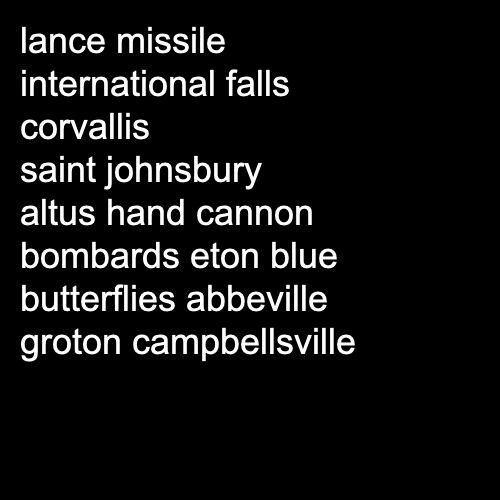 lance missile
international falls
corvallis
saint johnsbury
altus hand cannon
bombards eton blue
butterflies abbeville
groton campbellsville